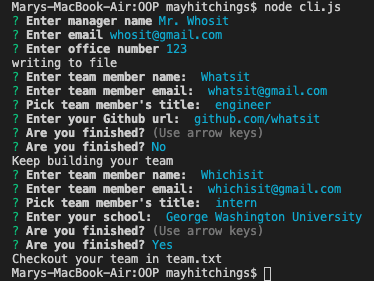 Marys-MacBook-Air:OOP mayhitchings$ node cli.js
? Enter manager name Mr. Whosit
? Enter email whosit@gmail.com
? Enter office number 123
writing to file
? Enter team member name:  Whatsit
? Enter team member email:  whatsit@gmail.com
? Pick team member's title:  engineer
? Enter your Github url:  github.com/whatsit
? Are you finished? (Use arrow keys)
? Are you finished? No
Keep building your team
? Enter team member name:  Whichisit
? Enter team member email:  whichisit@gmail.com
? Pick team member's title:  intern
? Enter your school:  George Washington University
? Are you finished? (Use arrow keys)
? Are you finished? Yes
Checkout your team in team.txt
Marys-MacBook-Air:OOP mayhitchings$